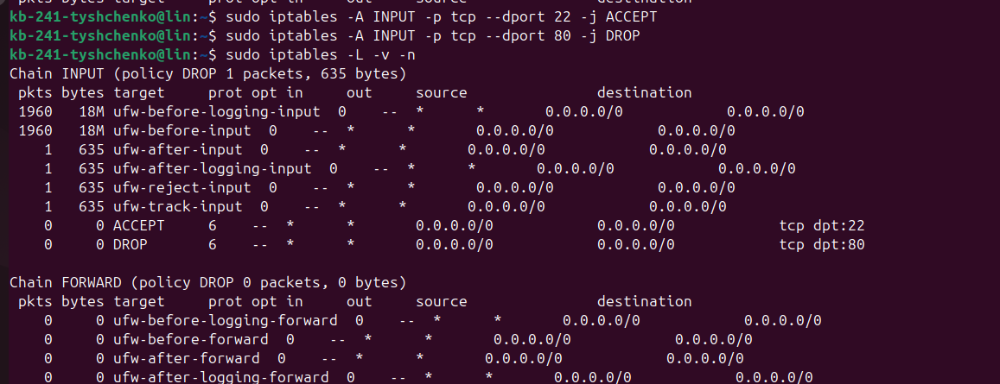 pkts bytes target prot opt in out source destination
kb-241-tyshchenko@lin:~$ sudo iptables -A INPUT -p tcp --dport 22 -j ACCEPT
kb-241-tyshchenko@lin:~$ sudo iptables -A INPUT -p tcp --dport 80 -j DROP
kb-241-tyshchenko@lin:~$ sudo iptables -L -v -n
Chain INPUT (policy DROP 1 packets, 635 bytes)
pkts bytes target prot opt in out source destination
1960 18M ufw-before-logging-input 0 -- * * 0.0.0.0/0 0.0.0.0/0
1960 18M ufw-before-input 0 -- * * 0.0.0.0/0 0.0.0.0/0
1 635 ufw-after-input 0 -- * * 0.0.0.0/0 0.0.0.0/0
1 635 ufw-after-logging-input 0 -- * * 0.0.0.0/0 0.0.0.0/0
1 635 ufw-reject-input 0 -- * * 0.0.0.0/0 0.0.0.0/0
1 635 ufw-track-input 0 -- * * 0.0.0.0/0 0.0.0.0/0
0 0 ACCEPT 6 -- * * 0.0.0.0/0 0.0.0.0/0 tcp dpt:22
0 0 DROP 6 -- * * 0.0.0.0/0 0.0.0.0/0 tcp dpt:80
Chain FORWARD (policy DROP 0 packets, 0 bytes)
pkts bytes target prot opt in out source destination
0 0 ufw-before-logging-forward 0 -- * * 0.0.0.0/0 0.0.0.0/0
0 0 ufw-before-forward 0 -- * * 0.0.0.0/0 0.0.0.0/0
0 0 ufw-after-forward 0 -- * * 0.0.0.0/0 0.0.0.0/0
0 0 ufw-after-logging-forward 0 -- * * 0.0.0.0/0 0.0.0.0/0